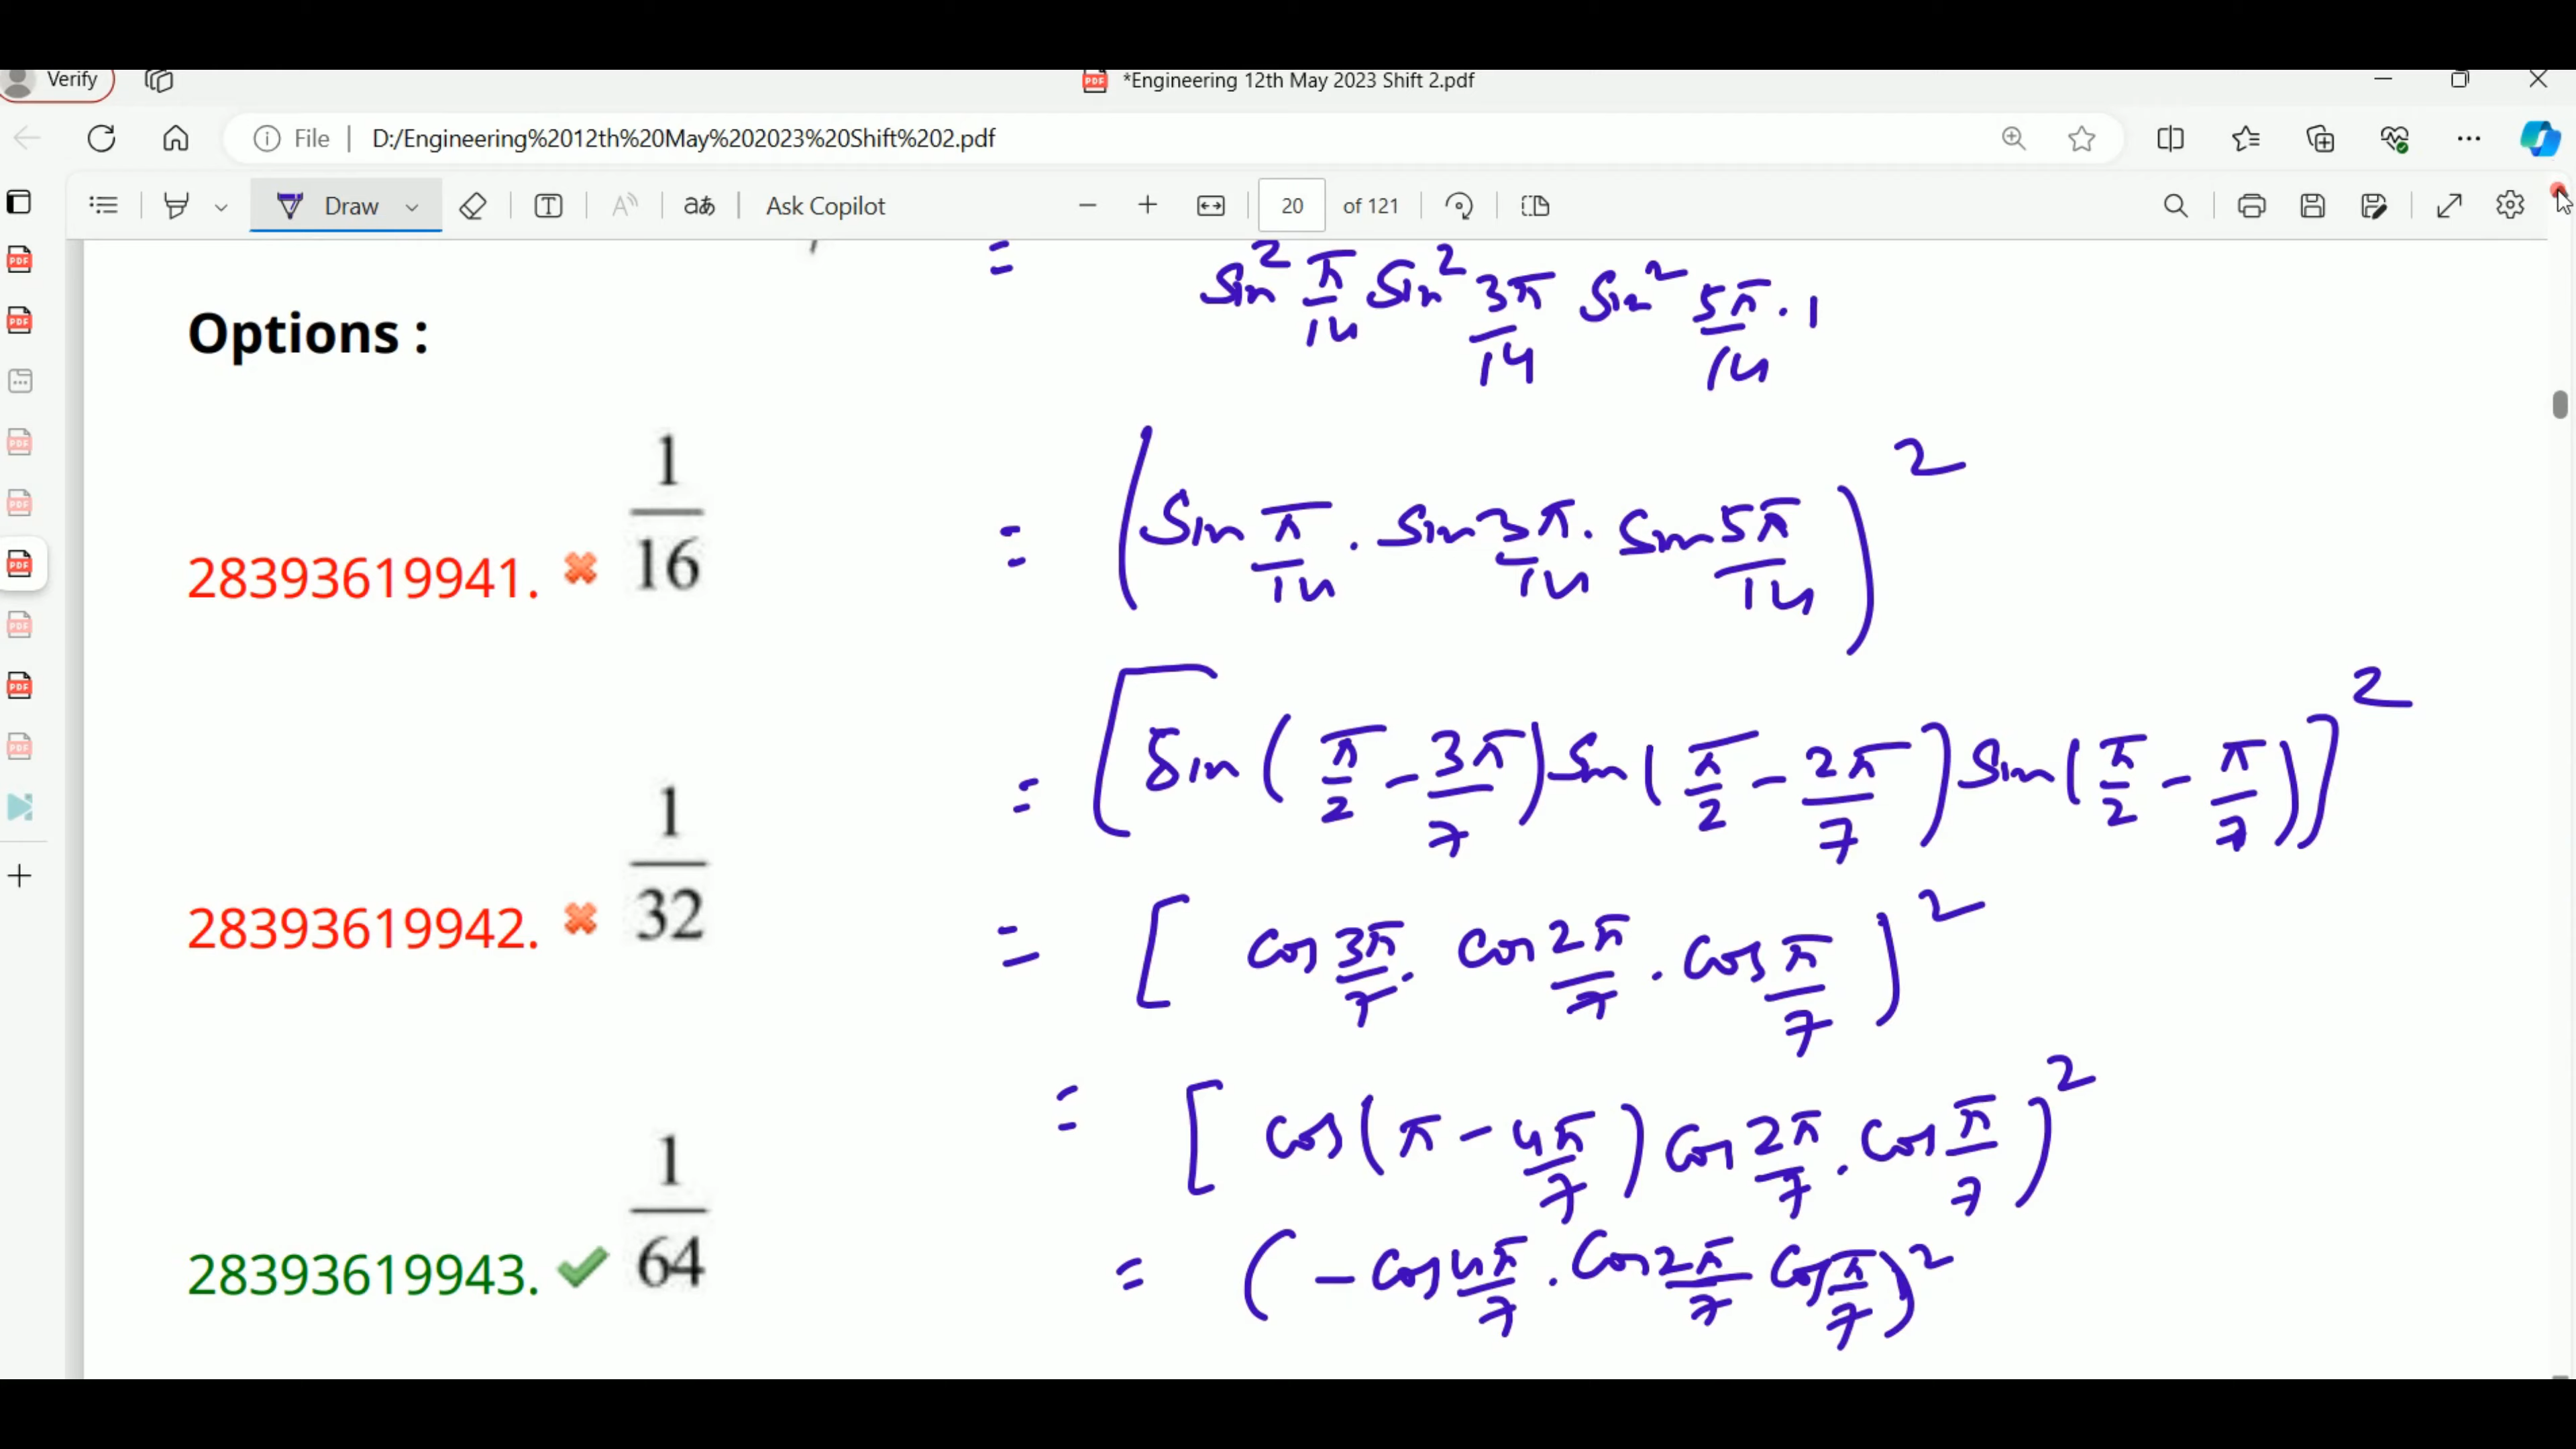 Verify
*Engineering 12th May 2023 Shift 2.pdf
File | D:/Engineering%2012th%20May%202023%20Shift%202.pdf
Draw
aあ
Ask Copilot
20 of 121
= sin² π/14 sin² 3π/14 sin² 5π/14 · 1
Options :
28393619941. ✖ 1/16
= (sin π/14 · sin 3π/14 · sin 5π/14)²
= [sin(π/2 - 3π/7) sin(π/2 - 2π/7) sin(π/2 - π/7)]²
28393619942. ✖ 1/32
= [cos 3π/7 · cos 2π/7 · cos π/7)²
= [cos(π - 4π/7) cos 2π/7 · cos π/7)²
28393619943. ✔ 1/64
= (- cos 4π/7 · cos 2π/7 cos π/7)²